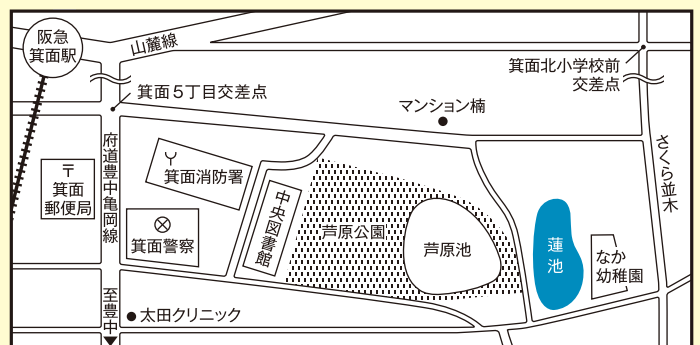 阪急
箕面駅
山麓線
箕面5丁目交差点
箕面北小学校前
交差点
マンション楠
府道豊中亀岡線
さくら並木
箕面消防署
〒
箕面
郵便局
中央図書館
芦原公園
芦原池
蓮池
箕面警察
なか
幼稚園
至豊中
太田クリニック